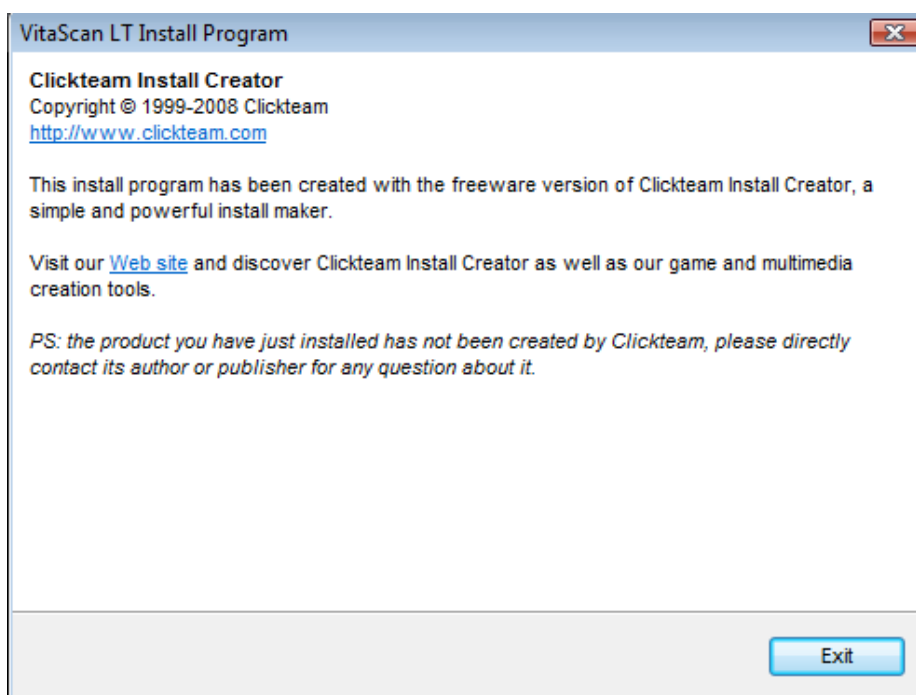 VitaScan LT Install Program
Clickteam Install Creator
Copyright © 1999-2008 Clickteam
http://www.clickteam.com
This install program has been created with the freeware version of Clickteam Install Creator, a
simple and powerful install maker.
Visit our Web site and discover Clickteam Install Creator as well as our game and multimedia
creation tools.
PS: the product you have just installed has not been created by Clickteam, please directly
contact its author or publisher for any question about it.
Exit